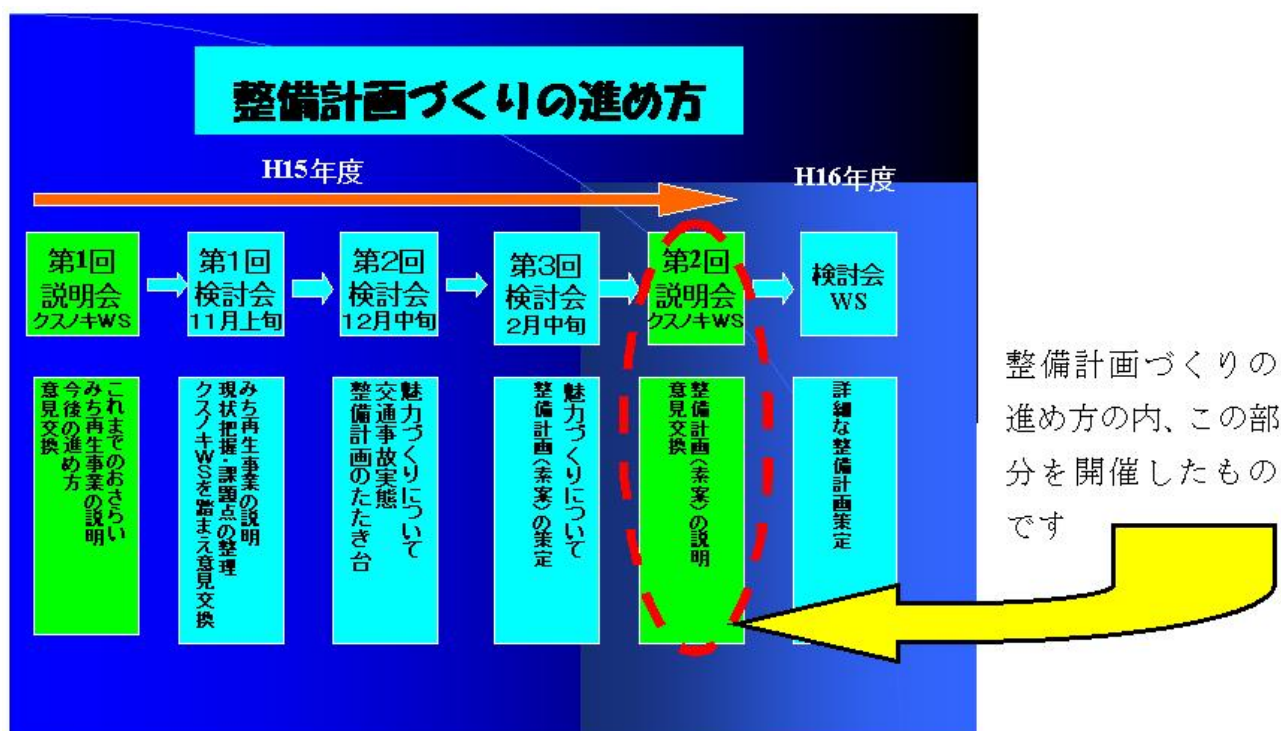 整備計画づくりの進め方
H15年度
H16年度
第1回
説明会
クスノキWS
第1回
検討会
11月上旬
第2回
検討会
12月中旬
第3回
検討会
2月中旬
第2回
説明会
クスノキWS
検討会
WS
これまでのおさらい
みち再生事業の説明
今後の進め方
意見交換
みち再生事業の説明
現状把握・課題点の整理
クスノキWSを踏まえ意見交換
魅力づくりについて
交通事故実態
整備計画のたたき台
魅力づくりについて
整備計画（素案）の策定
整備計画（素案）の説明
意見交換
詳細な整備計画策定
整備計画づくりの
進め方の内、この部
分を開催したもの
です